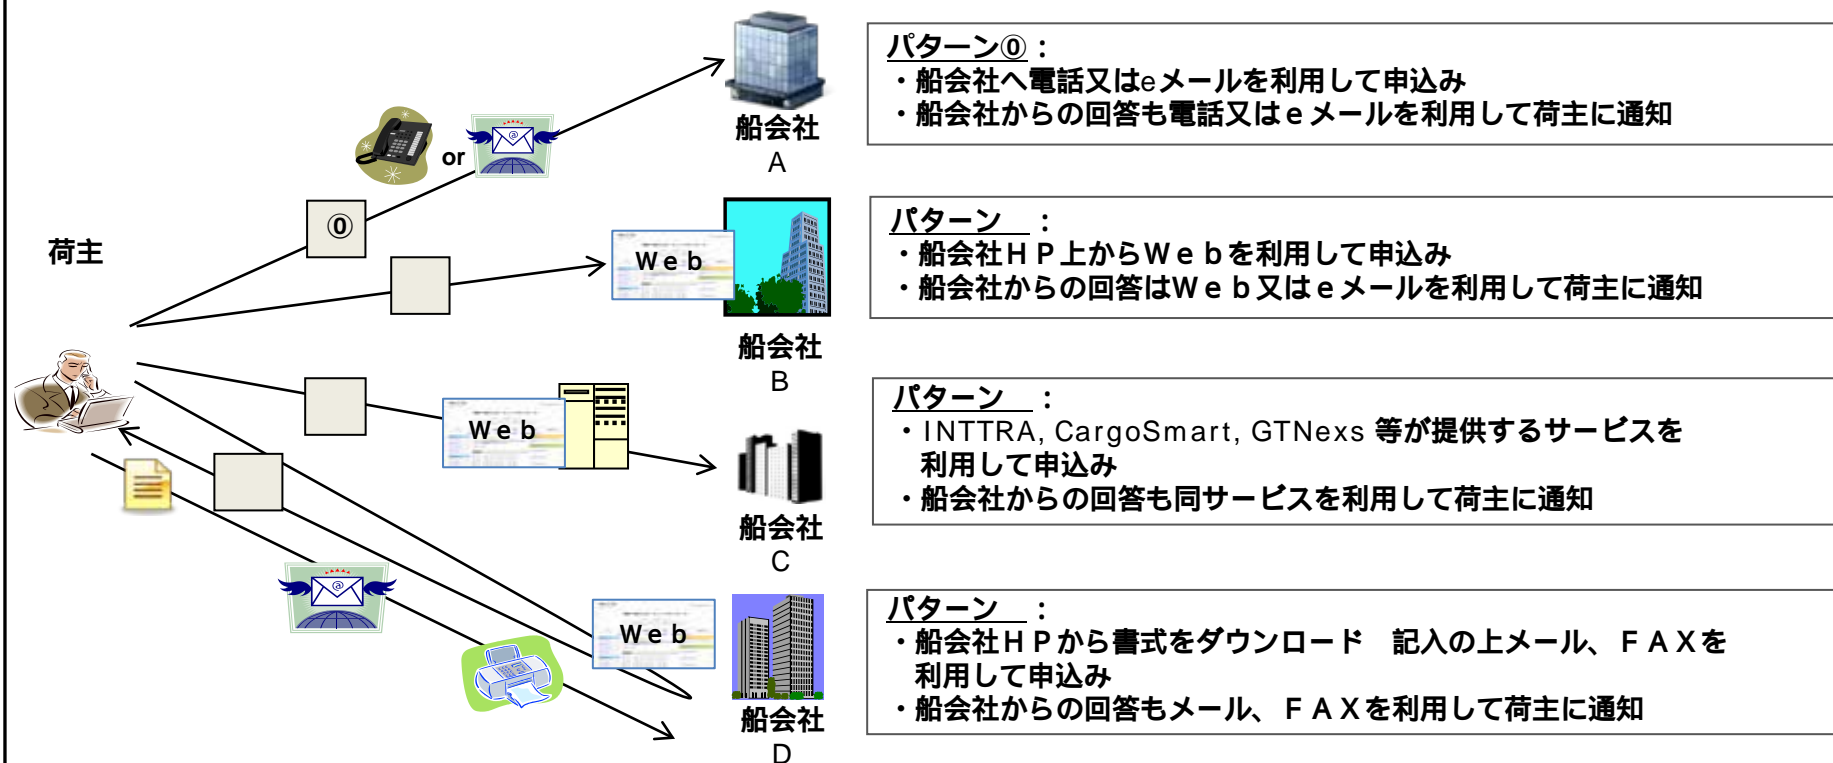 荷主
or
⓪
Web
Web
Web
船会社
A
船会社
B
船会社
C
船会社
D
パターン⓪：
・船会社へ電話又はeメールを利用して申込み
・船会社からの回答も電話又はｅメールを利用して荷主に通知
パターン　：
・船会社ＨＰ上からＷｅｂを利用して申込み
・船会社からの回答はＷｅｂ又はｅメールを利用して荷主に通知
パターン　：
・INTTRA, CargoSmart, GTNexs 等が提供するサービスを
利用して申込み
・船会社からの回答も同サービスを利用して荷主に通知
パターン　：
・船会社ＨＰから書式をダウンロード　記入の上メール、ＦＡＸを
利用して申込み
・船会社からの回答もメール、ＦＡＸを利用して荷主に通知